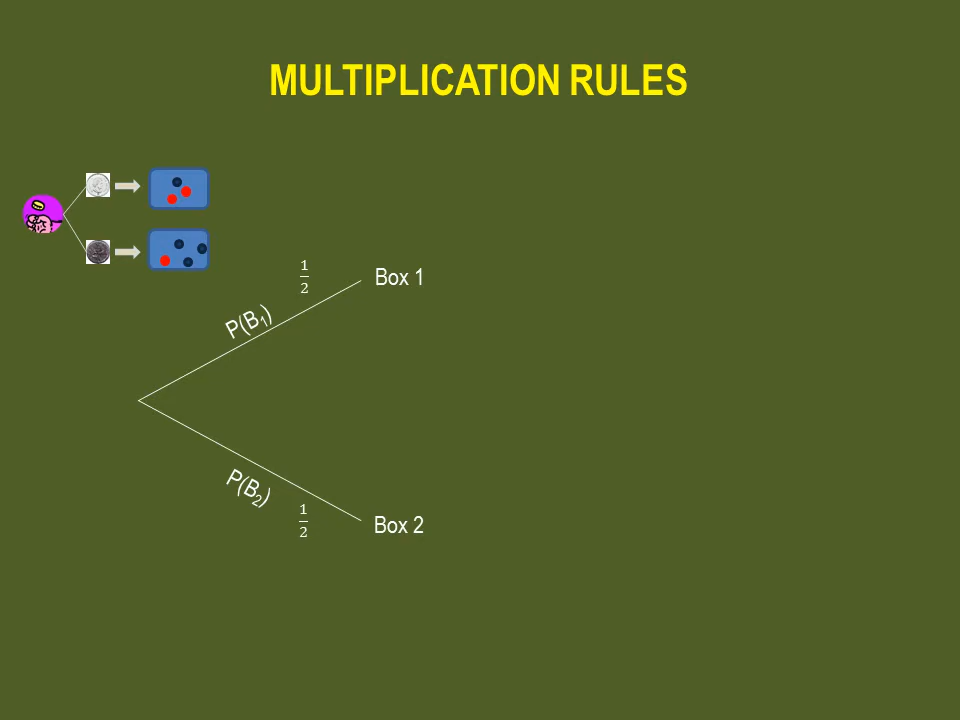 MULTIPLICATION RULES
1/2
Box 1
P(B₁)
P(B₂)
1/2
Box 2